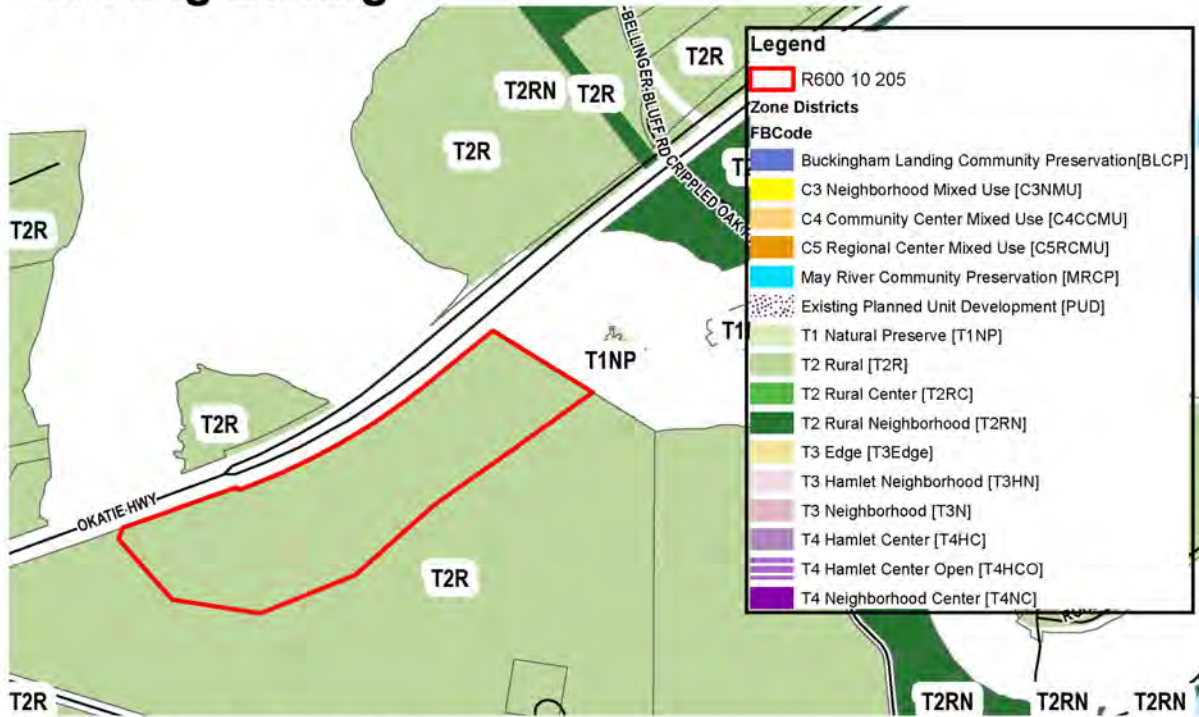 T2R
T2RN
T2R
T2R
T2R
T2R
T1NP
OKATIE HWY
T2R
T2R
T2RN
T2RN
T2RN
BELLINGER BLUFF RD
CRIPPLED OAK
Legend
R600 10 205
Zone Districts
FBCode
Buckingham Landing Community Preservation[BLCP]
C3 Neighborhood Mixed Use [C3NMU]
C4 Community Center Mixed Use [C4CCMU]
C5 Regional Center Mixed Use [C5RCMU]
May River Community Preservation [MRCP]
Existing Planned Unit Development [PUD]
T1 Natural Preserve [T1NP]
T2 Rural [T2R]
T2 Rural Center [T2RC]
T2 Rural Neighborhood [T2RN]
T3 Edge [T3Edge]
T3 Hamlet Neighborhood [T3HN]
T3 Neighborhood [T3N]
T4 Hamlet Center [T4HC]
T4 Hamlet Center Open [T4HCO]
T4 Neighborhood Center [T4NC]